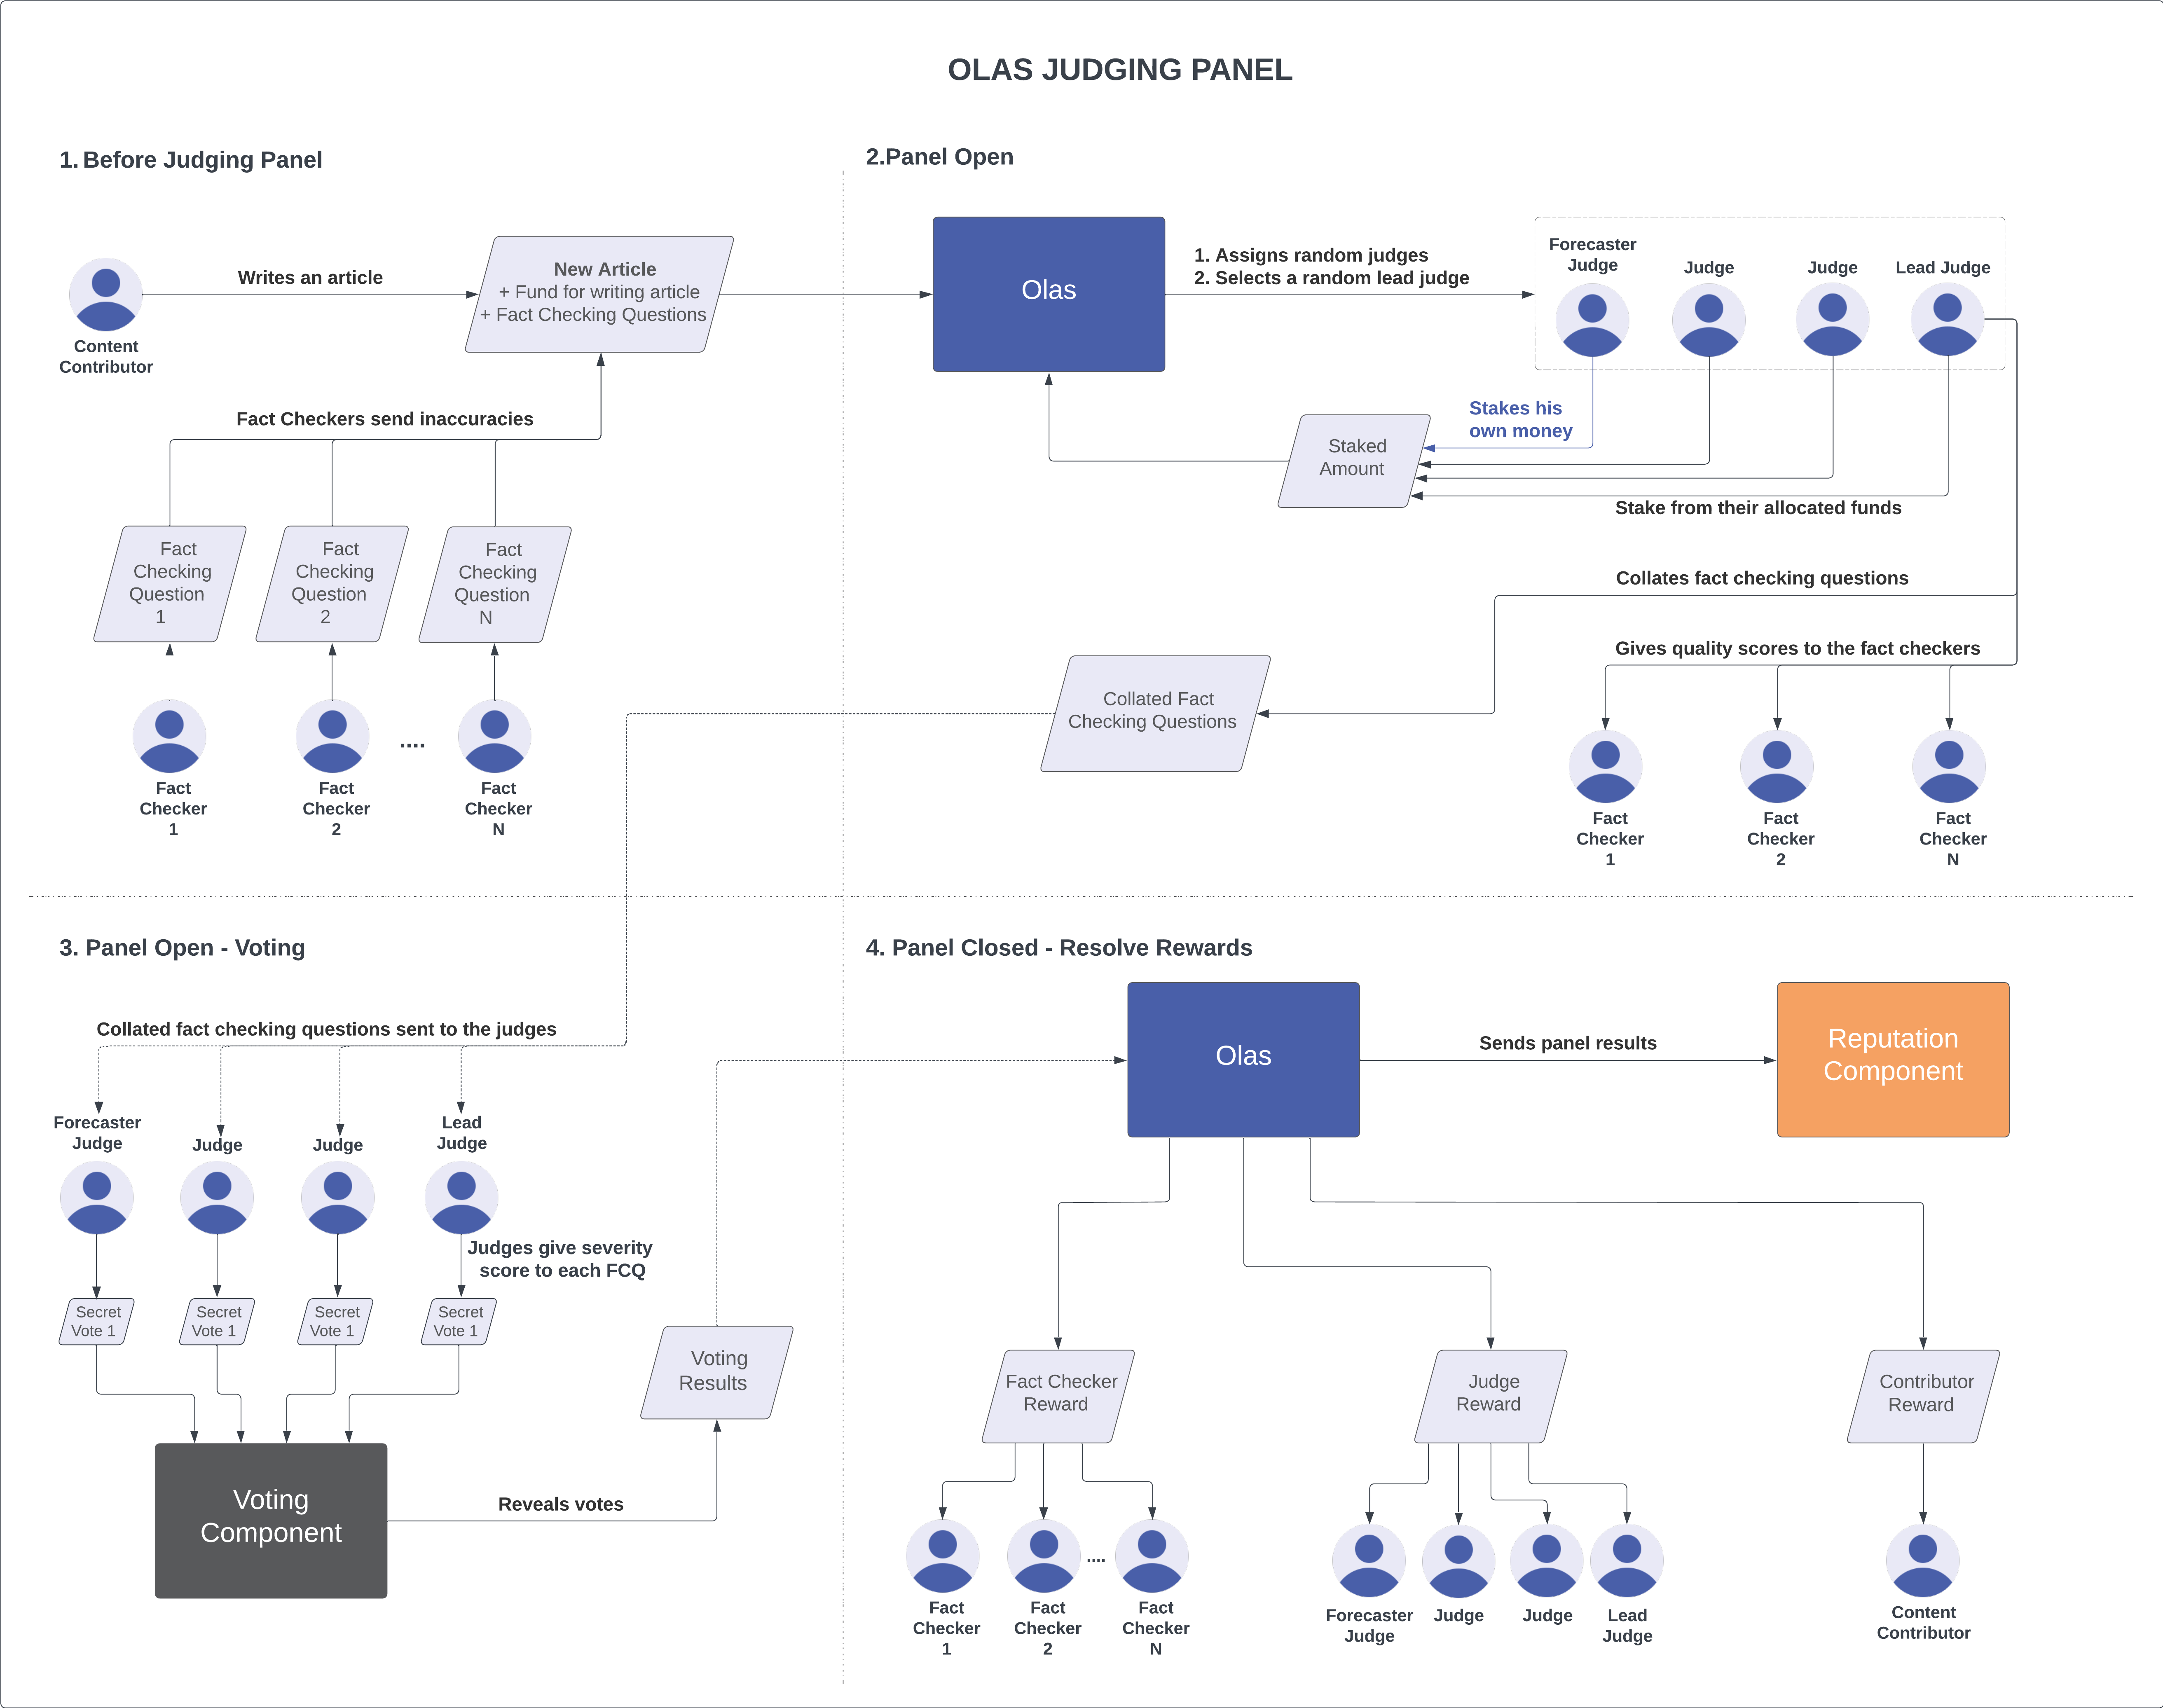 OLAS JUDGING PANEL
1. Before Judging Panel
Writes an article
New Article
+ Fund for writing article
+ Fact Checking Questions
Content
Contributor
Fact Checkers send inaccuracies
Fact
Checking
Question
1
Fact
Checking
Question
2
Fact
Checking
Question
N
....
Fact
Checker
1
Fact
Checker
2
Fact
Checker
N
2.Panel Open
Olas
1. Assigns random judges
2. Selects a random lead judge
Forecaster
Judge
Judge
Judge
Lead Judge
Stakes his
own money
Staked
Amount
Stake from their allocated funds
Collates fact checking questions
Gives quality scores to the fact checkers
Collated Fact
Checking Questions
Fact
Checker
1
Fact
Checker
2
Fact
Checker
N
3. Panel Open - Voting
Collated fact checking questions sent to the judges
Forecaster
Judge
Judge
Judge
Lead
Judge
Judges give severity
score to each FCQ
Secret
Vote 1
Secret
Vote 1
Secret
Vote 1
Secret
Vote 1
Voting
Results
Voting
Component
Reveals votes
4. Panel Closed - Resolve Rewards
Olas
Sends panel results
Reputation
Component
Fact Checker
Reward
Judge
Reward
Contributor
Reward
....
Fact
Checker
1
Fact
Checker
2
Fact
Checker
N
Forecaster
Judge
Judge
Judge
Lead
Judge
Content
Contributor